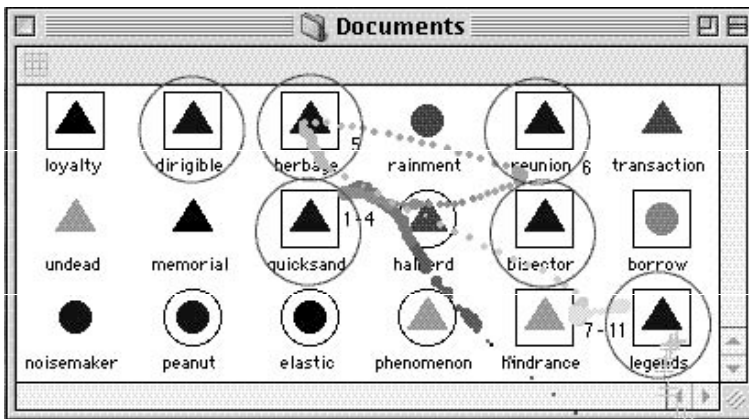 Documents
loyalty dirigible herbage 5 rainment reunion 6 transaction
undead memorial quicksand 1-4 halberd bisector borrow
noisemaker peanut elastic phenomenon hindrance 7-11 legends